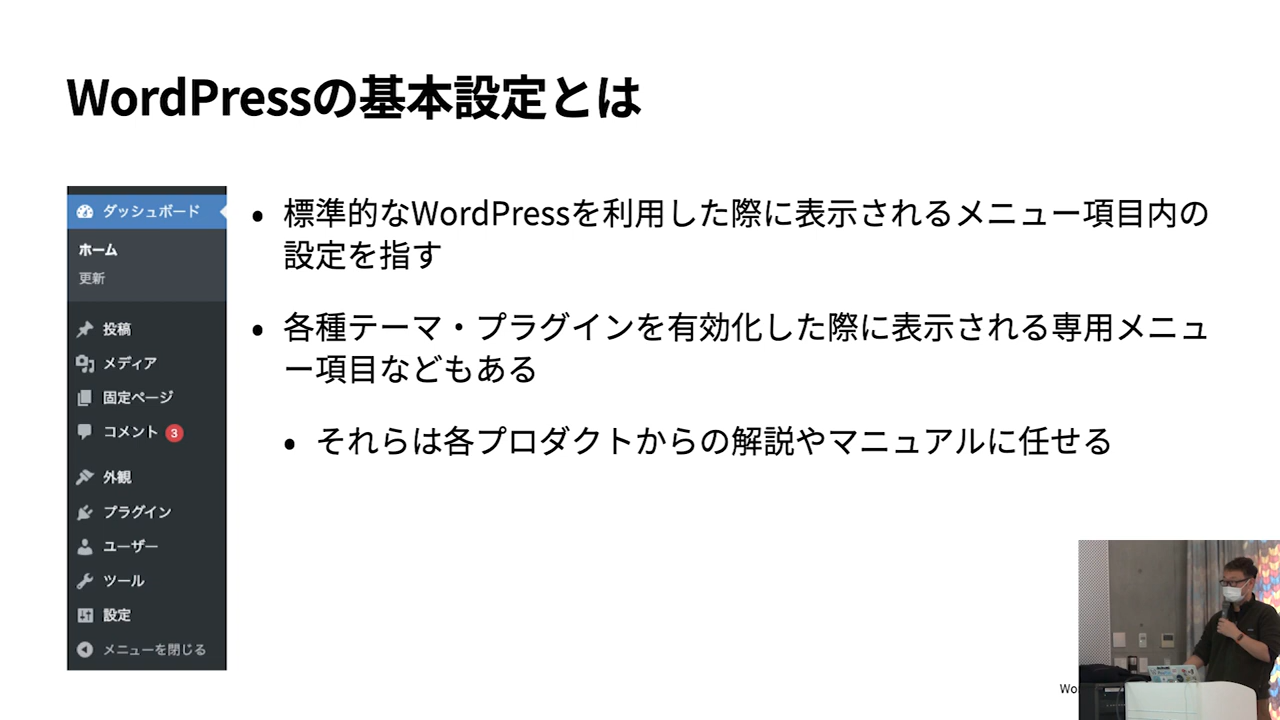 WordPressの基本設定とは
ダッシュボード
ホーム
更新
投稿
メディア
固定ページ
コメント 3
外観
プラグイン
ユーザー
ツール
設定
メニューを閉じる
• 標準的なWordPressを利用した際に表示されるメニュー項目内の
設定を指す
• 各種テーマ・プラグインを有効化した際に表示される専用メニュ
ー項目などもある
• それらは各プロダクトからの解説やマニュアルに任せる